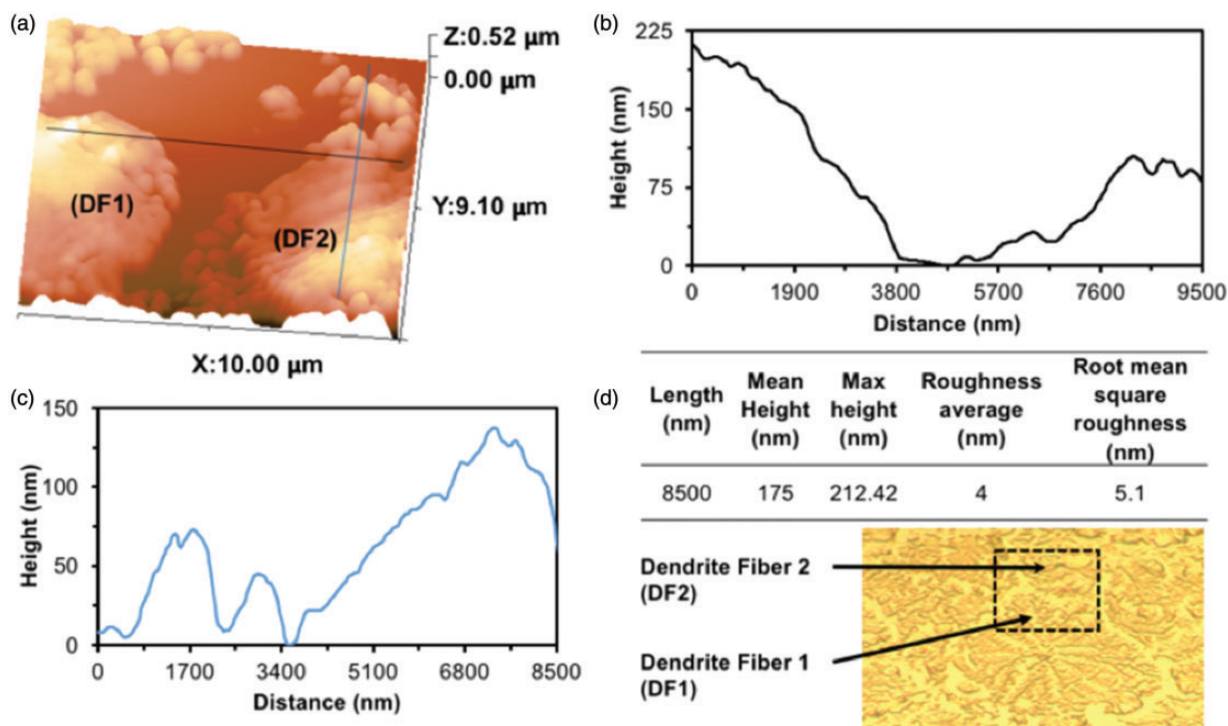 (a)
Z:0.52 µm
0.00 µm
(DF1)
(DF2)
Y:9.10 µm
X:10.00 µm
(b)
225
150
75
0
Height (nm)
0 1900 3800 5700 7600 9500
Distance (nm)
(c)
150
100
50
0
Height (nm)
0 1700 3400 5100 6800 8500
Distance (nm)
(d)
Length (nm) Mean Height (nm) Max height (nm) Roughness average (nm) Root mean square roughness (nm)
8500 175 212.42 4 5.1
Dendrite Fiber 2
(DF2)
Dendrite Fiber 1
(DF1)